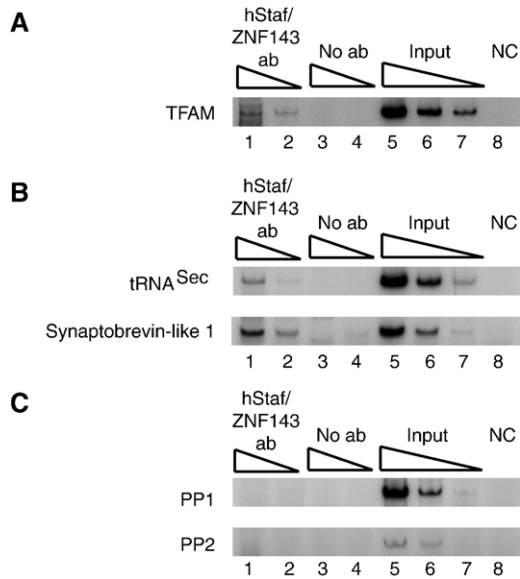 A
hStaf/
ZNF143
ab
No ab
Input
NC
TFAM
1 2 3 4 5 6 7 8
B
hStaf/
ZNF143
ab
No ab
Input
NC
tRNASec
Synaptobrevin-like 1
1 2 3 4 5 6 7 8
C
hStaf/
ZNF143
ab
No ab
Input
NC
PP1
PP2
1 2 3 4 5 6 7 8